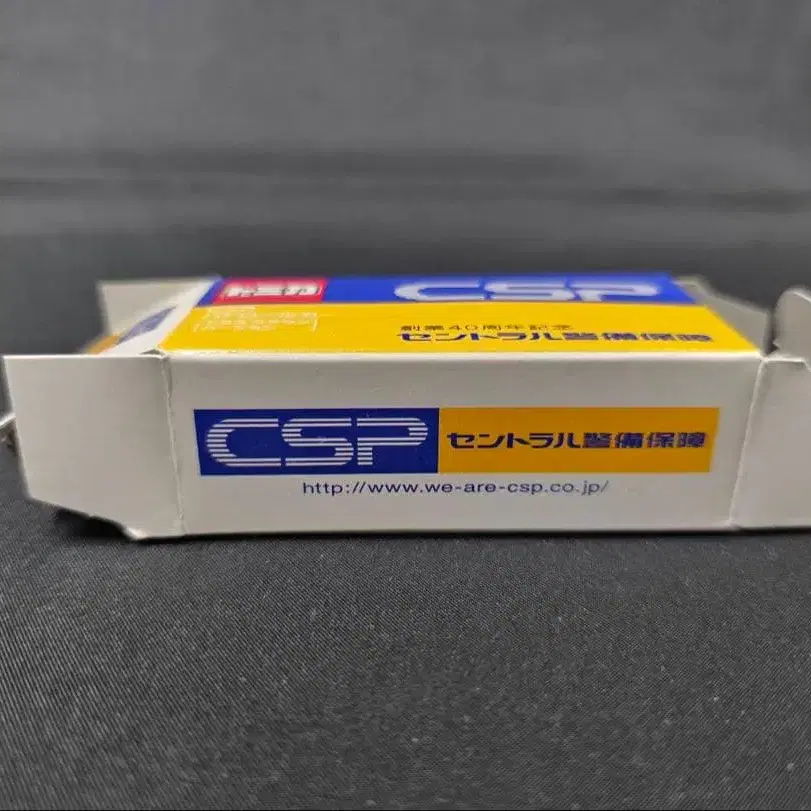 トミカ
CSP
創業40周年記念
セントラル警備保障
CSP セントラル警備保障
http://www.we-are-csp.co.jp/